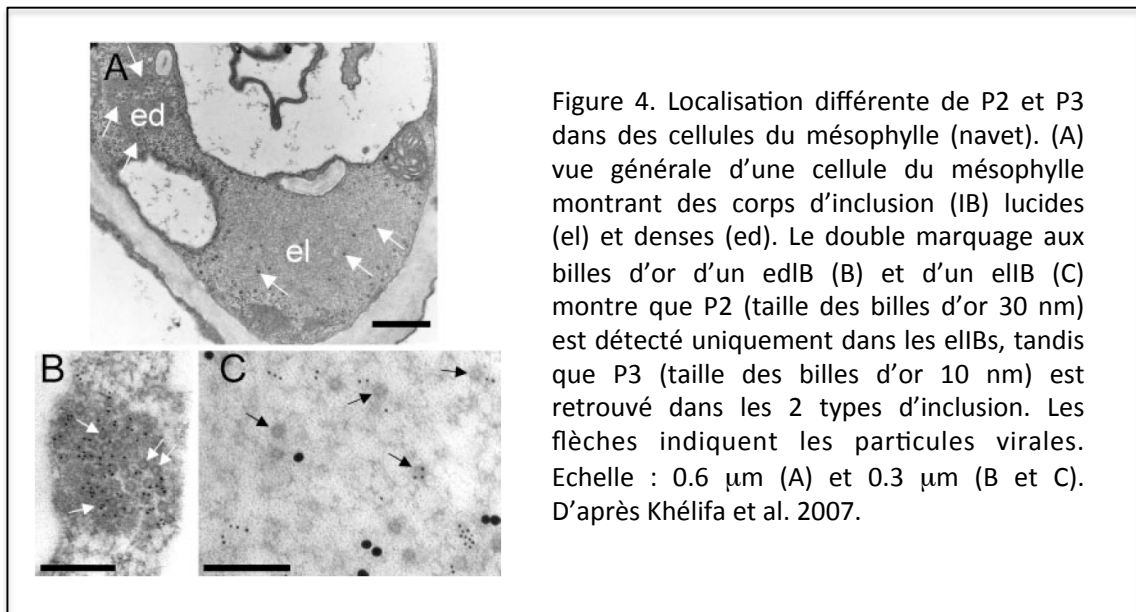 A
ed
el
B
C
Figure 4. Localisation différente de P2 et P3
dans des cellules du mésophylle (navet). (A)
vue générale d’une cellule du mésophylle
montrant des corps d’inclusion (IB) lucides
(el) et denses (ed). Le double marquage aux
billes d’or d’un edIB (B) et d’un elIB (C)
montre que P2 (taille des billes d’or 30 nm)
est détecté uniquement dans les elIBs, tandis
que P3 (taille des billes d’or 10 nm) est
retrouvé dans les 2 types d’inclusion. Les
flèches indiquent les particules virales.
Echelle : 0.6 μm (A) et 0.3 μm (B et C).
D’après Khélifa et al. 2007.